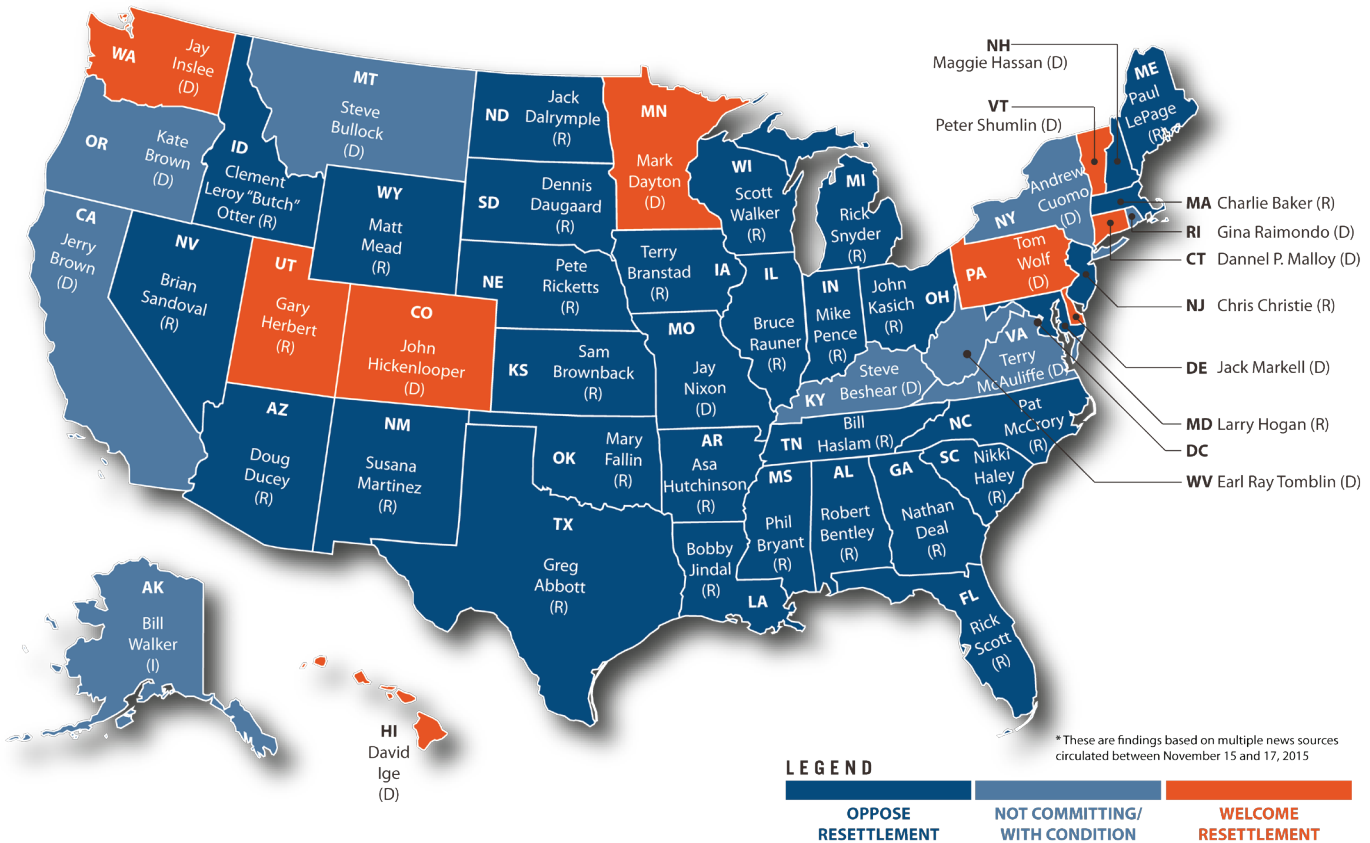 WA
Jay
Inslee
(D)
OR
Kate
Brown
(D)
CA
Jerry
Brown
(D)
ID
Clement
Leroy “Butch”
Otter (R)
NV
Brian
Sandoval
(R)
MT
Steve
Bullock
(D)
WY
Matt
Mead
(R)
UT
Gary
Herbert
(R)
CO
John
Hickenlooper
(D)
AZ
Doug
Ducey
(R)
NM
Susana
Martinez
(R)
ND
Jack
Dalrymple
(R)
SD
Dennis
Daugaard
(R)
NE
Pete
Ricketts
(R)
KS
Sam
Brownback
(R)
OK
Mary
Fallin
(R)
TX
Greg
Abbott
(R)
MN
Mark
Dayton
(D)
Terry
Branstad
(R)
IA
MO
Jay
Nixon
(D)
AR
Asa
Hutchinson
(R)
Bobby
Jindal
(R)
LA
WI
Scott
Walker
(R)
IL
Bruce
Rauner
(R)
MI
Rick
Snyder
(R)
IN
Mike
Pence
(R)
John
Kasich
(R)
OH
KY
Steve
Beshear (D)
TN
Bill
Haslam (R)
MS
Phil
Bryant
(R)
AL
Robert
Bentley
(R)
GA
Nathan
Deal
(R)
FL
Rick
Scott
(R)
SC
Nikki
Haley
(R)
NC
Pat
McCrory
(R)
VA
Terry
McAuliffe (D)
PA
Tom
Wolf
(D)
NY
Andrew
Cuomo
(D)
ME
Paul
LePage
(R)
NH
Maggie Hassan (D)
VT
Peter Shumlin (D)
MA Charlie Baker (R)
RI Gina Raimondo (D)
CT Dannel P. Malloy (D)
NJ Chris Christie (R)
DE Jack Markell (D)
MD Larry Hogan (R)
DC
WV Earl Ray Tomblin (D)
AK
Bill
Walker
(I)
HI
David
Ige
(D)
* These are findings based on multiple news sources
circulated between November 15 and 17, 2015
LEGEND
OPPOSE
RESETTLEMENT
NOT COMMITTING/
WITH CONDITION
WELCOME
RESETTLEMENT